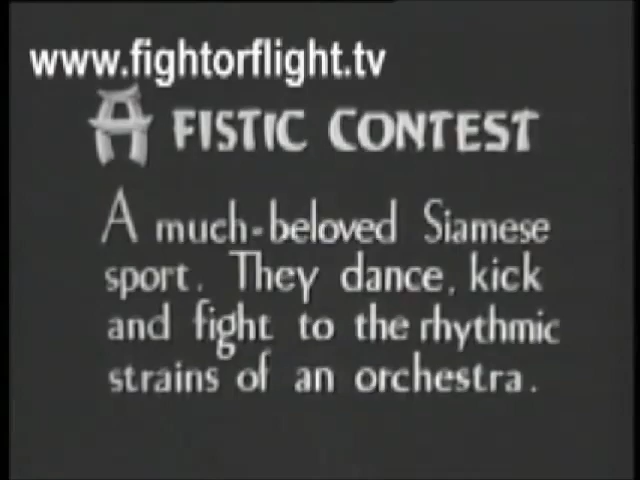 www.fightorflight.tv
A FISTIC CONTEST
A much-beloved Siamese
sport. They dance, kick
and fight to the rhythmic
strains of an orchestra.